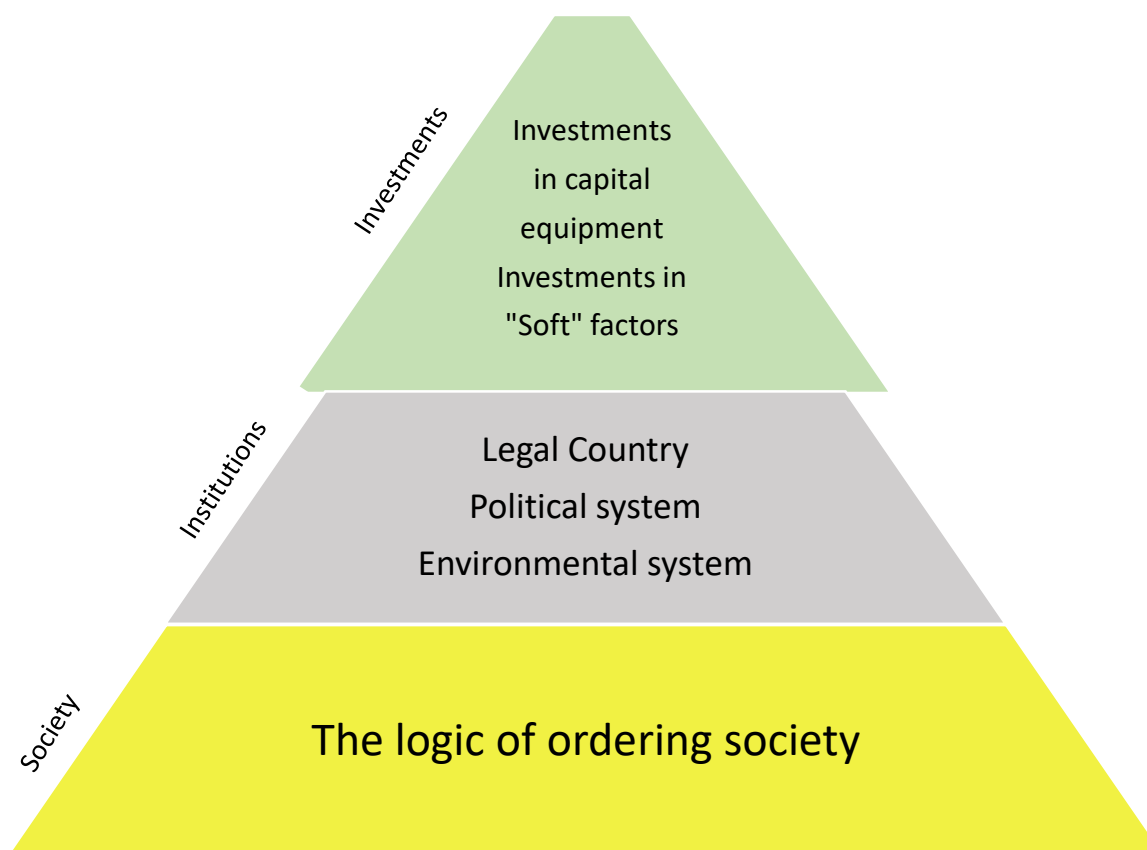 Investments
Investments
in capital
equipment
Investments in
"Soft" factors
Institutions
Legal Country
Political system
Environmental system
Society
The logic of ordering society